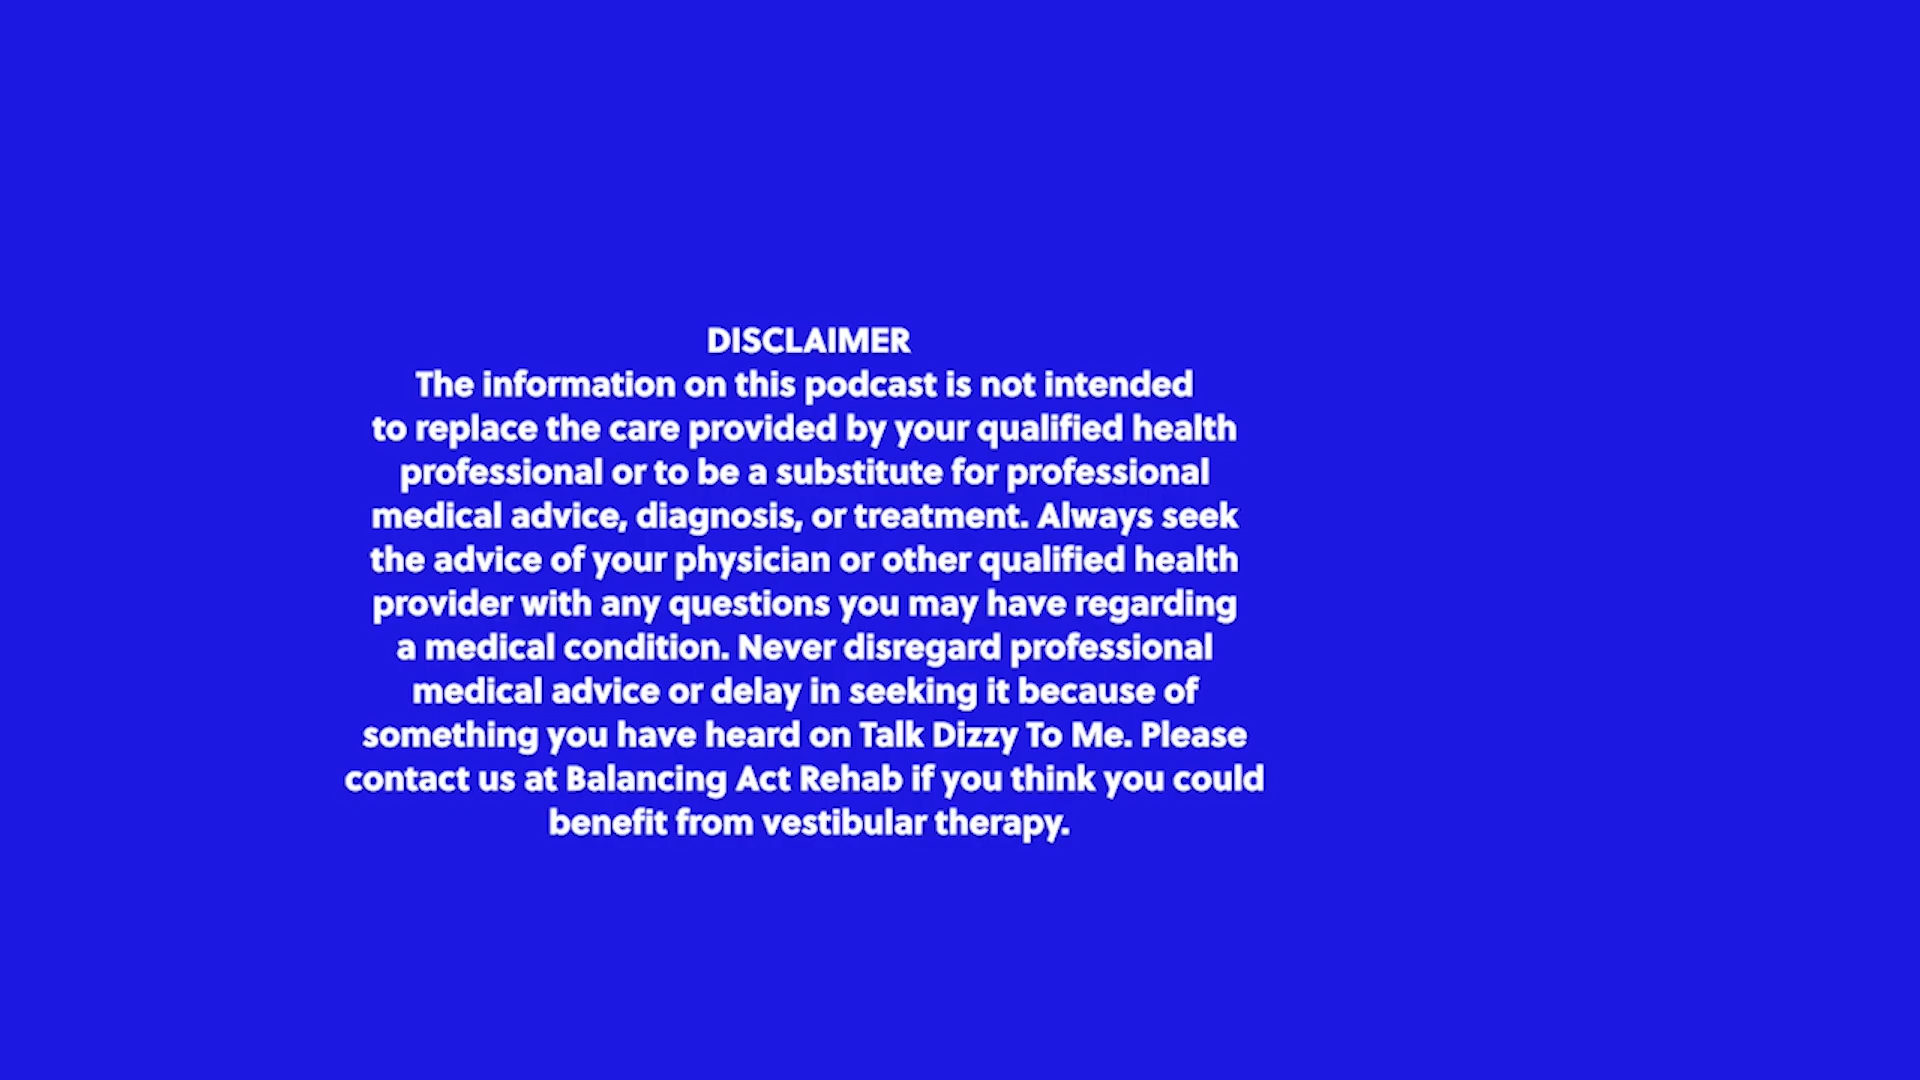 DISCLAIMER
The information on this podcast is not intended
to replace the care provided by your qualified health
professional or to be a substitute for professional
medical advice, diagnosis, or treatment. Always seek
the advice of your physician or other qualified health
provider with any questions you may have regarding
a medical condition. Never disregard professional
medical advice or delay in seeking it because of
something you have heard on Talk Dizzy To Me. Please
contact us at Balancing Act Rehab if you think you could
benefit from vestibular therapy.